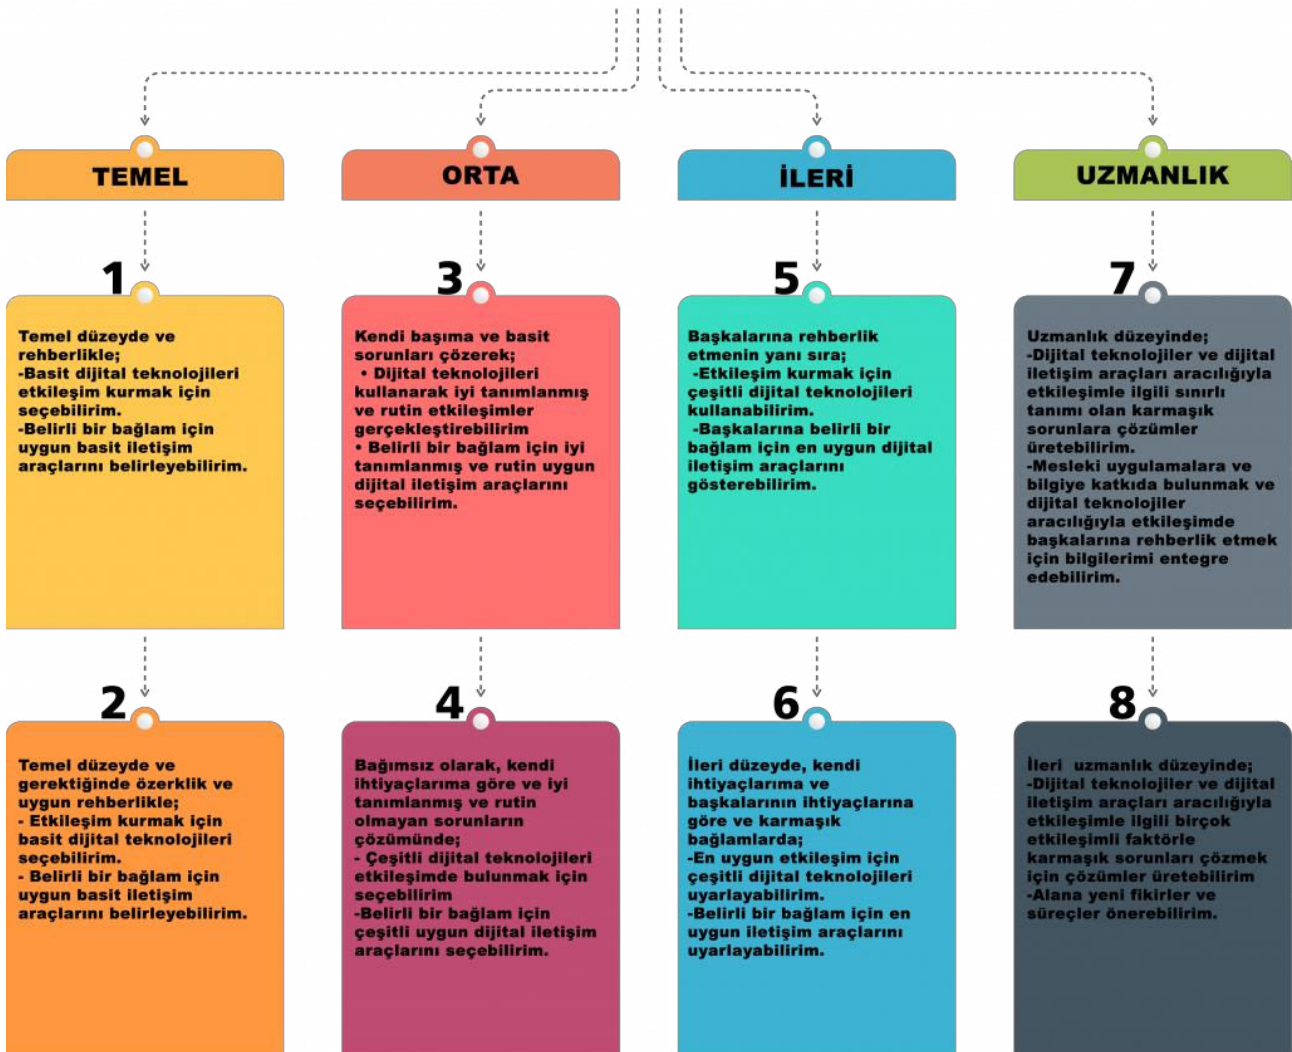 TEMEL
ORTA
İLERİ
UZMANLIK
1
Temel düzeyde ve
rehberlikle;
-Basit dijital teknolojileri
etkileşim kurmak için
seçebilirim.
-Belirli bir bağlam için
uygun basit iletişim
araçlarını belirleyebilirim.
3
Kendi başıma ve basit
sorunları çözerek;
• Dijital teknolojileri
kullanarak iyi tanımlanmış
ve rutin etkileşimler
gerçekleştirebilirim
• Belirli bir bağlam için iyi
tanımlanmış ve rutin uygun
dijital iletişim araçlarını
seçebilirim.
5
Başkalarına rehberlik
etmenin yanı sıra;
-Etkileşim kurmak için
çeşitli dijital teknolojileri
kullanabilirim.
-Başkalarına belirli bir
bağlam için en uygun dijital
iletişim araçlarını
gösterebilirim.
7
Uzmanlık düzeyinde;
-Dijital teknolojiler ve dijital
iletişim araçları aracılığıyla
etkileşimle ilgili sınırlı
tanımı olan karmaşık
sorunlara çözümler
üretebilirim.
-Mesleki uygulamalara ve
bilgiye katkıda bulunmak ve
dijital teknolojiler
aracılığıyla etkileşimde
başkalarına rehberlik etmek
için bilgilerimi entegre
edebilirim.
2
Temel düzeyde ve
gerektiğinde özerklik ve
uygun rehberlikle;
- Etkileşim kurmak için
basit dijital teknolojileri
seçebilirim.
- Belirli bir bağlam için
uygun basit iletişim
araçlarını belirleyebilirim.
4
Bağımsız olarak, kendi
ihtiyaçlarıma göre ve iyi
tanımlanmış ve rutin
olmayan sorunların
çözümünde;
- Çeşitli dijital teknolojileri
etkileşimde bulunmak için
seçebilirim
-Belirli bir bağlam için
çeşitli uygun dijital iletişim
araçlarını seçebilirim.
6
İleri düzeyde, kendi
ihtiyaçlarıma ve
başkalarının ihtiyaçlarına
göre ve karmaşık
bağlamlarda;
-En uygun etkileşim için
çeşitli dijital teknolojileri
uyarlayabilirim.
-Belirli bir bağlam için en
uygun iletişim araçlarını
uyarlayabilirim.
8
İleri uzmanlık düzeyinde;
-Dijital teknolojiler ve dijital
iletişim araçları aracılığıyla
etkileşimle ilgili birçok
etkileşimli faktörle
karmaşık sorunları çözmek
için çözümler üretebilirim
-Alana yeni fikirler ve
süreçler önerebilirim.